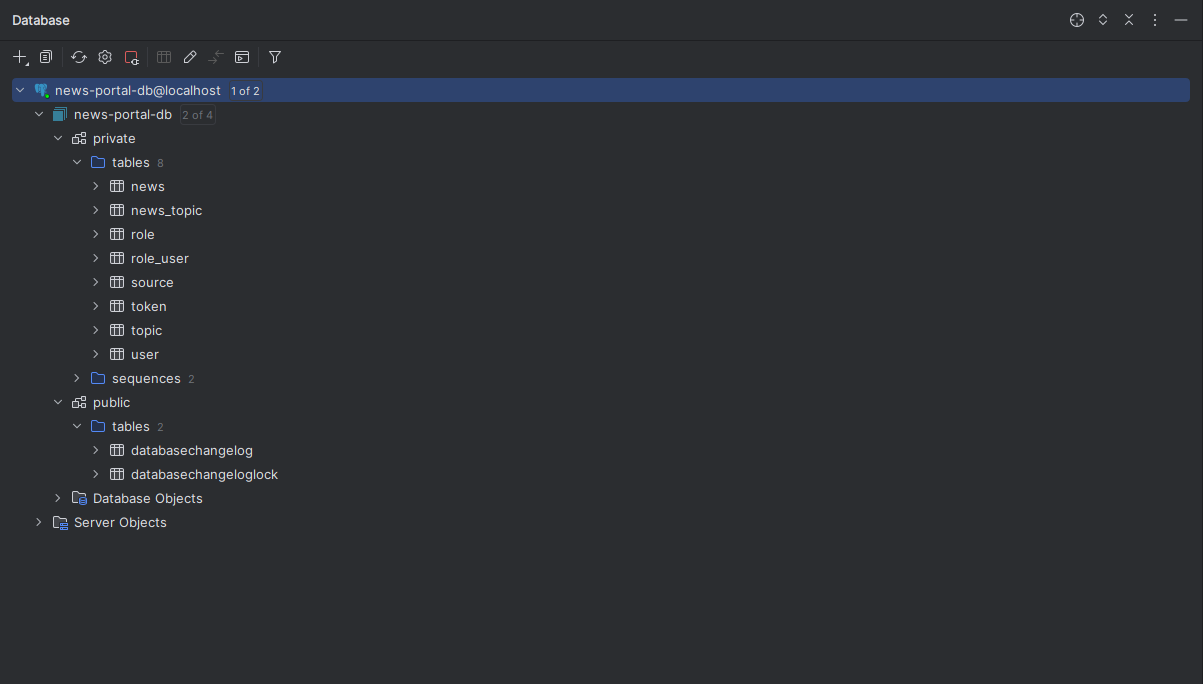 Database
news-portal-db@localhost 1 of 2
news-portal-db 2 of 4
private
tables 8
news
news_topic
role
role_user
source
token
topic
user
sequences 2
public
tables 2
databasechangelog
databasechangeloglock
Database Objects
Server Objects